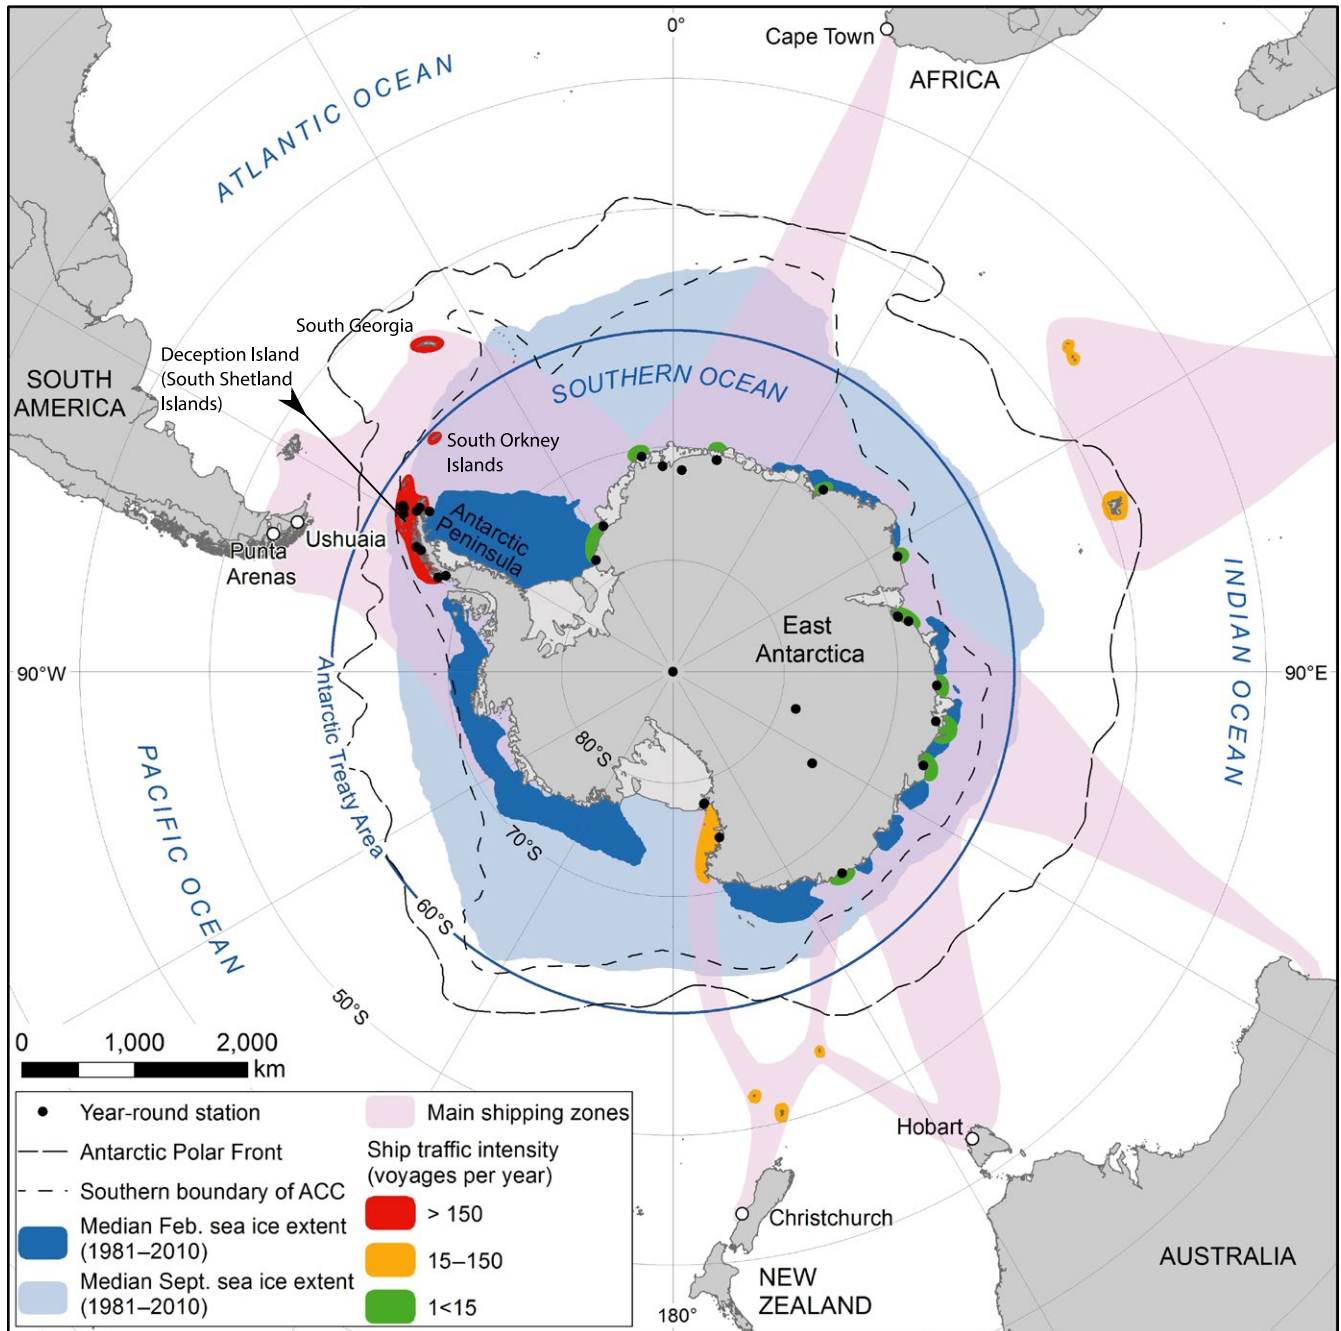 0°
Cape Town
AFRICA
ATLANTIC OCEAN
South Georgia
Deception Island
(South Shetland
Islands)
SOUTH
AMERICA
SOUTHERN OCEAN
South Orkney
Islands
Antarctic
Peninsula
Ushuaia
Punta
Arenas
INDIAN OCEAN
East
Antarctica
90°W
90°E
Antarctic Treaty Area
PACIFIC OCEAN
80°S
70°S
60°S
50°S
0 1,000 2,000
km
Hobart
Christchurch
NEW
ZEALAND
AUSTRALIA
180°
Year-round station
Antarctic Polar Front
Southern boundary of ACC
Median Feb. sea ice extent
(1981–2010)
Median Sept. sea ice extent
(1981–2010)
Main shipping zones
Ship traffic intensity
(voyages per year)
> 150
15–150
1<15